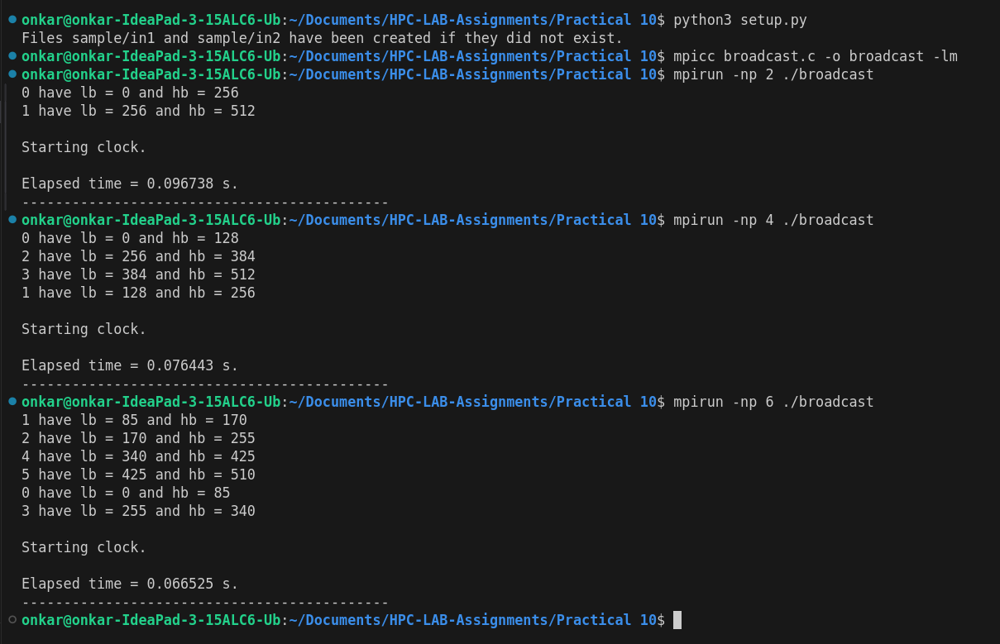 onkar@onkar-IdeaPad-3-15ALC6-Ub:~/Documents/HPC-LAB-Assignments/Practical 10$ python3 setup.py
Files sample/in1 and sample/in2 have been created if they did not exist.
onkar@onkar-IdeaPad-3-15ALC6-Ub:~/Documents/HPC-LAB-Assignments/Practical 10$ mpicc broadcast.c -o broadcast -lm
onkar@onkar-IdeaPad-3-15ALC6-Ub:~/Documents/HPC-LAB-Assignments/Practical 10$ mpirun -np 2 ./broadcast
0 have lb = 0 and hb = 256
1 have lb = 256 and hb = 512
Starting clock.
Elapsed time = 0.096738 s.
--------------------------------------------
onkar@onkar-IdeaPad-3-15ALC6-Ub:~/Documents/HPC-LAB-Assignments/Practical 10$ mpirun -np 4 ./broadcast
0 have lb = 0 and hb = 128
2 have lb = 256 and hb = 384
3 have lb = 384 and hb = 512
1 have lb = 128 and hb = 256
Starting clock.
Elapsed time = 0.076443 s.
--------------------------------------------
onkar@onkar-IdeaPad-3-15ALC6-Ub:~/Documents/HPC-LAB-Assignments/Practical 10$ mpirun -np 6 ./broadcast
1 have lb = 85 and hb = 170
2 have lb = 170 and hb = 255
4 have lb = 340 and hb = 425
5 have lb = 425 and hb = 510
0 have lb = 0 and hb = 85
3 have lb = 255 and hb = 340
Starting clock.
Elapsed time = 0.066525 s.
--------------------------------------------
onkar@onkar-IdeaPad-3-15ALC6-Ub:~/Documents/HPC-LAB-Assignments/Practical 10$